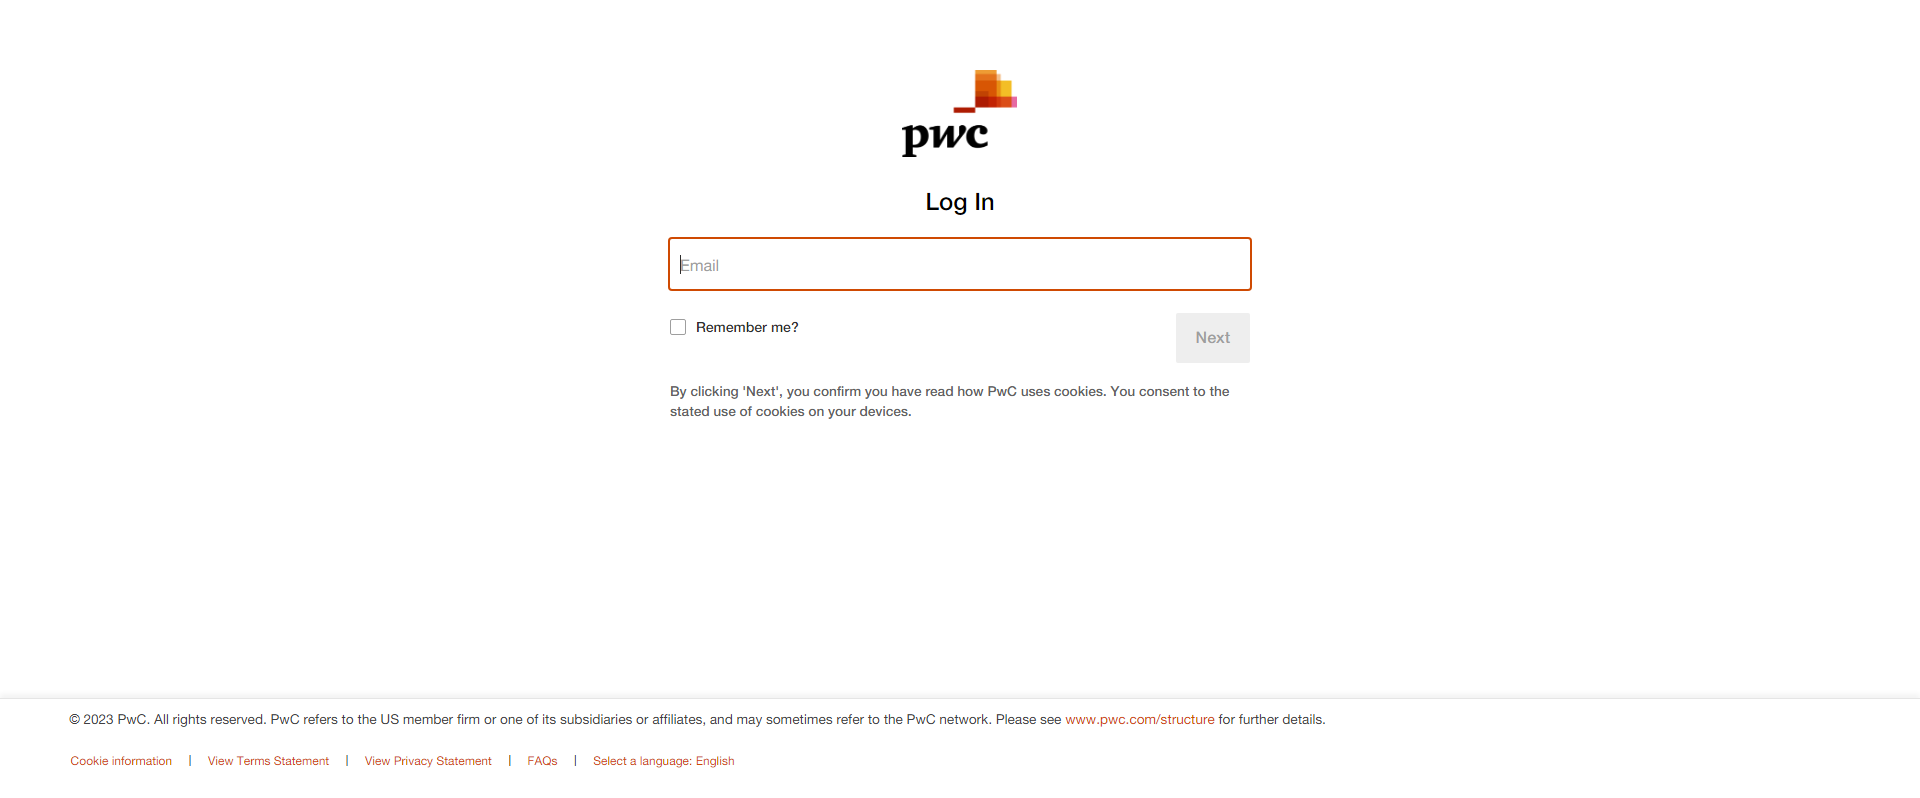 pwc
Log In
Email
Remember me?
Next
By clicking 'Next', you confirm you have read how PwC uses cookies. You consent to the
stated use of cookies on your devices.
© 2023 PwC. All rights reserved. PwC refers to the US member firm or one of its subsidiaries or affiliates, and may sometimes refer to the PwC network. Please see www.pwc.com/structure for further details.
Cookie information | View Terms Statement | View Privacy Statement | FAQs | Select a language: English